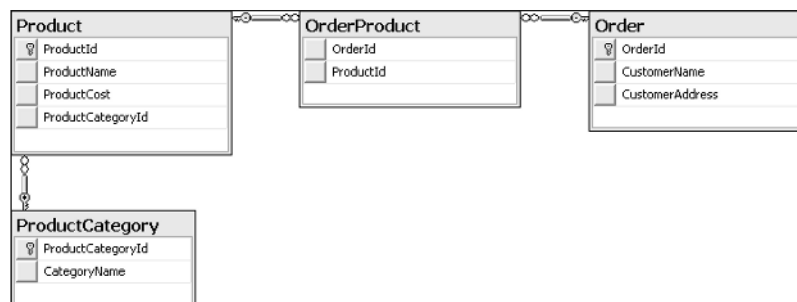 Product
ProductId
ProductName
ProductCost
ProductCategoryId
OrderProduct
OrderId
ProductId
Order
OrderId
CustomerName
CustomerAddress
ProductCategory
ProductCategoryId
CategoryName